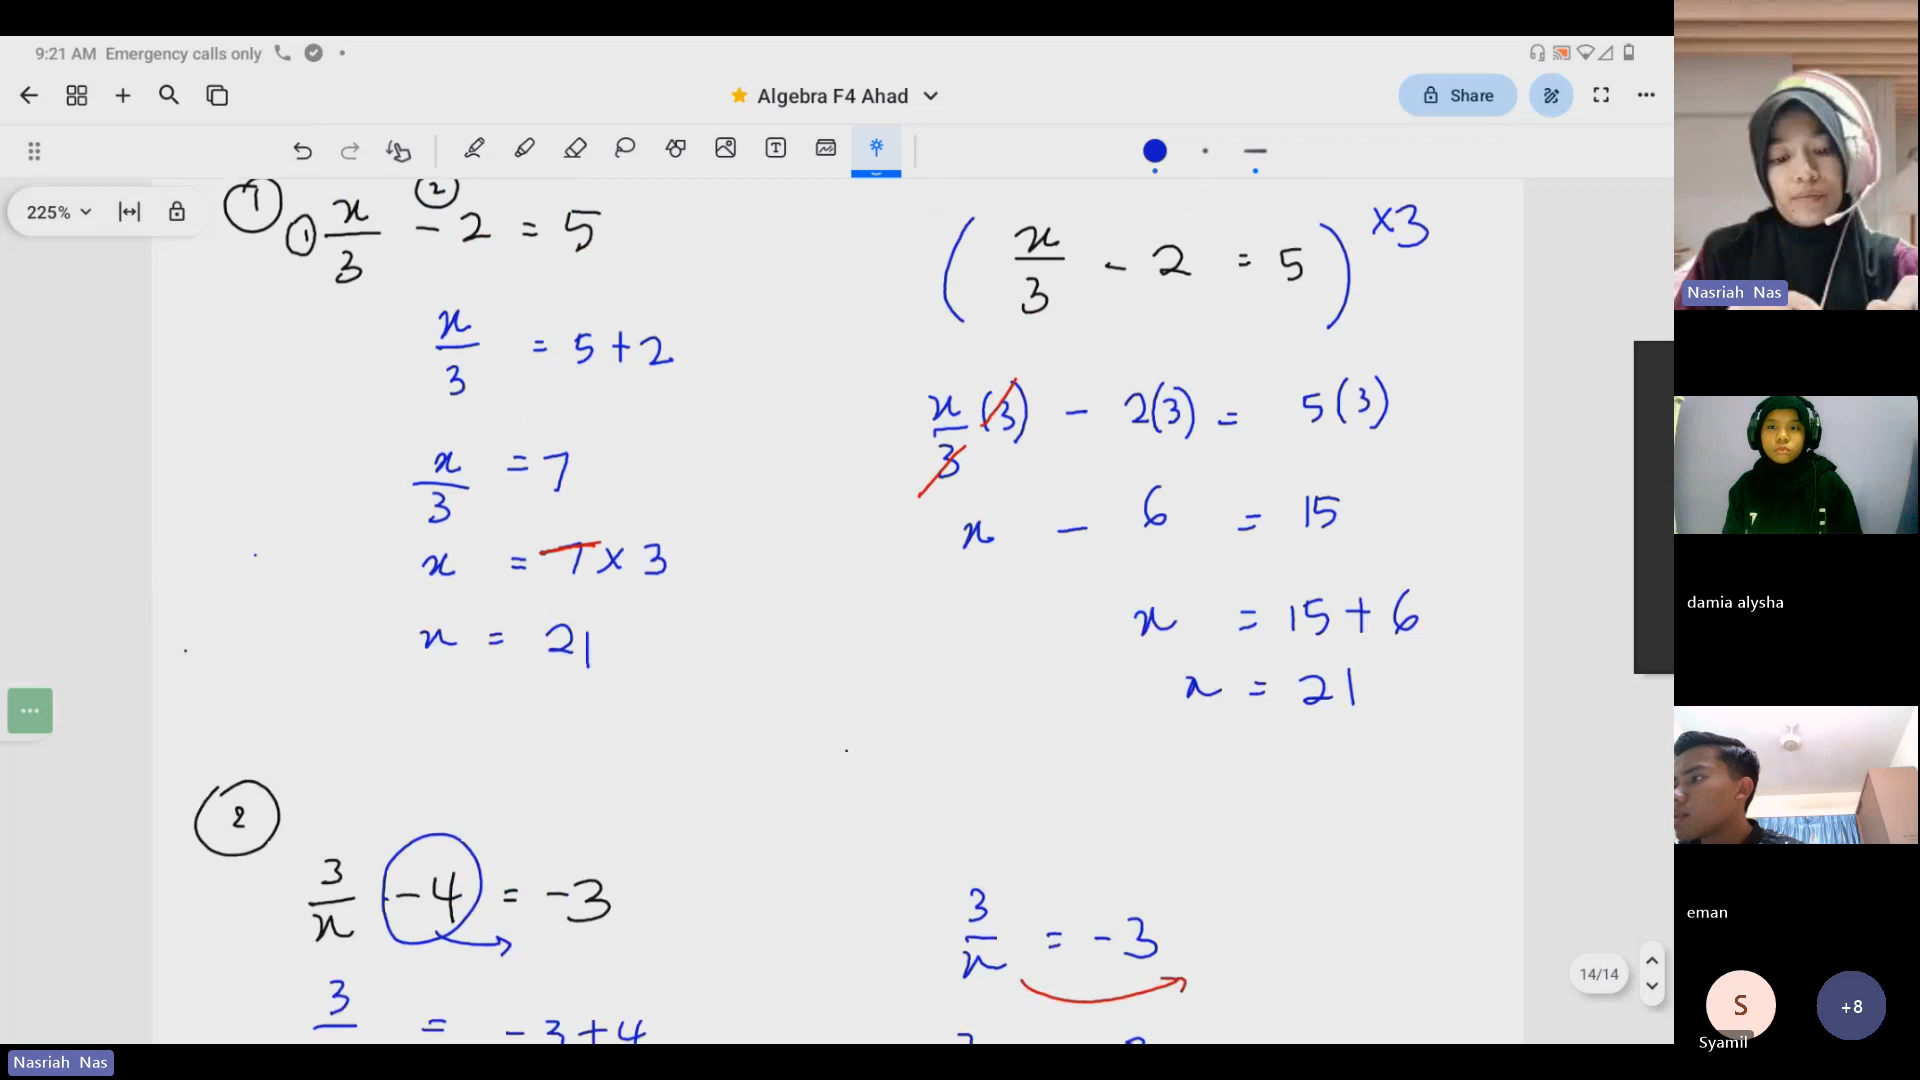 9:21 AM Emergency calls only
Algebra F4 Ahad
Share
225%
① ① x/3 - 2 = 5 ②
x/3 = 5 + 2
x/3 = 7
x = 7 x 3
x = 21
( x/3 - 2 = 5 ) x3
x/3 (3) - 2(3) = 5(3)
x - 6 = 15
x = 15 + 6
x = 21
②
3/x - 4 = -3
3 = -3+4
3/x = -3
14/14
Nasriah Nas
damia alysha
eman
S
Syamil
+8
Nasriah Nas